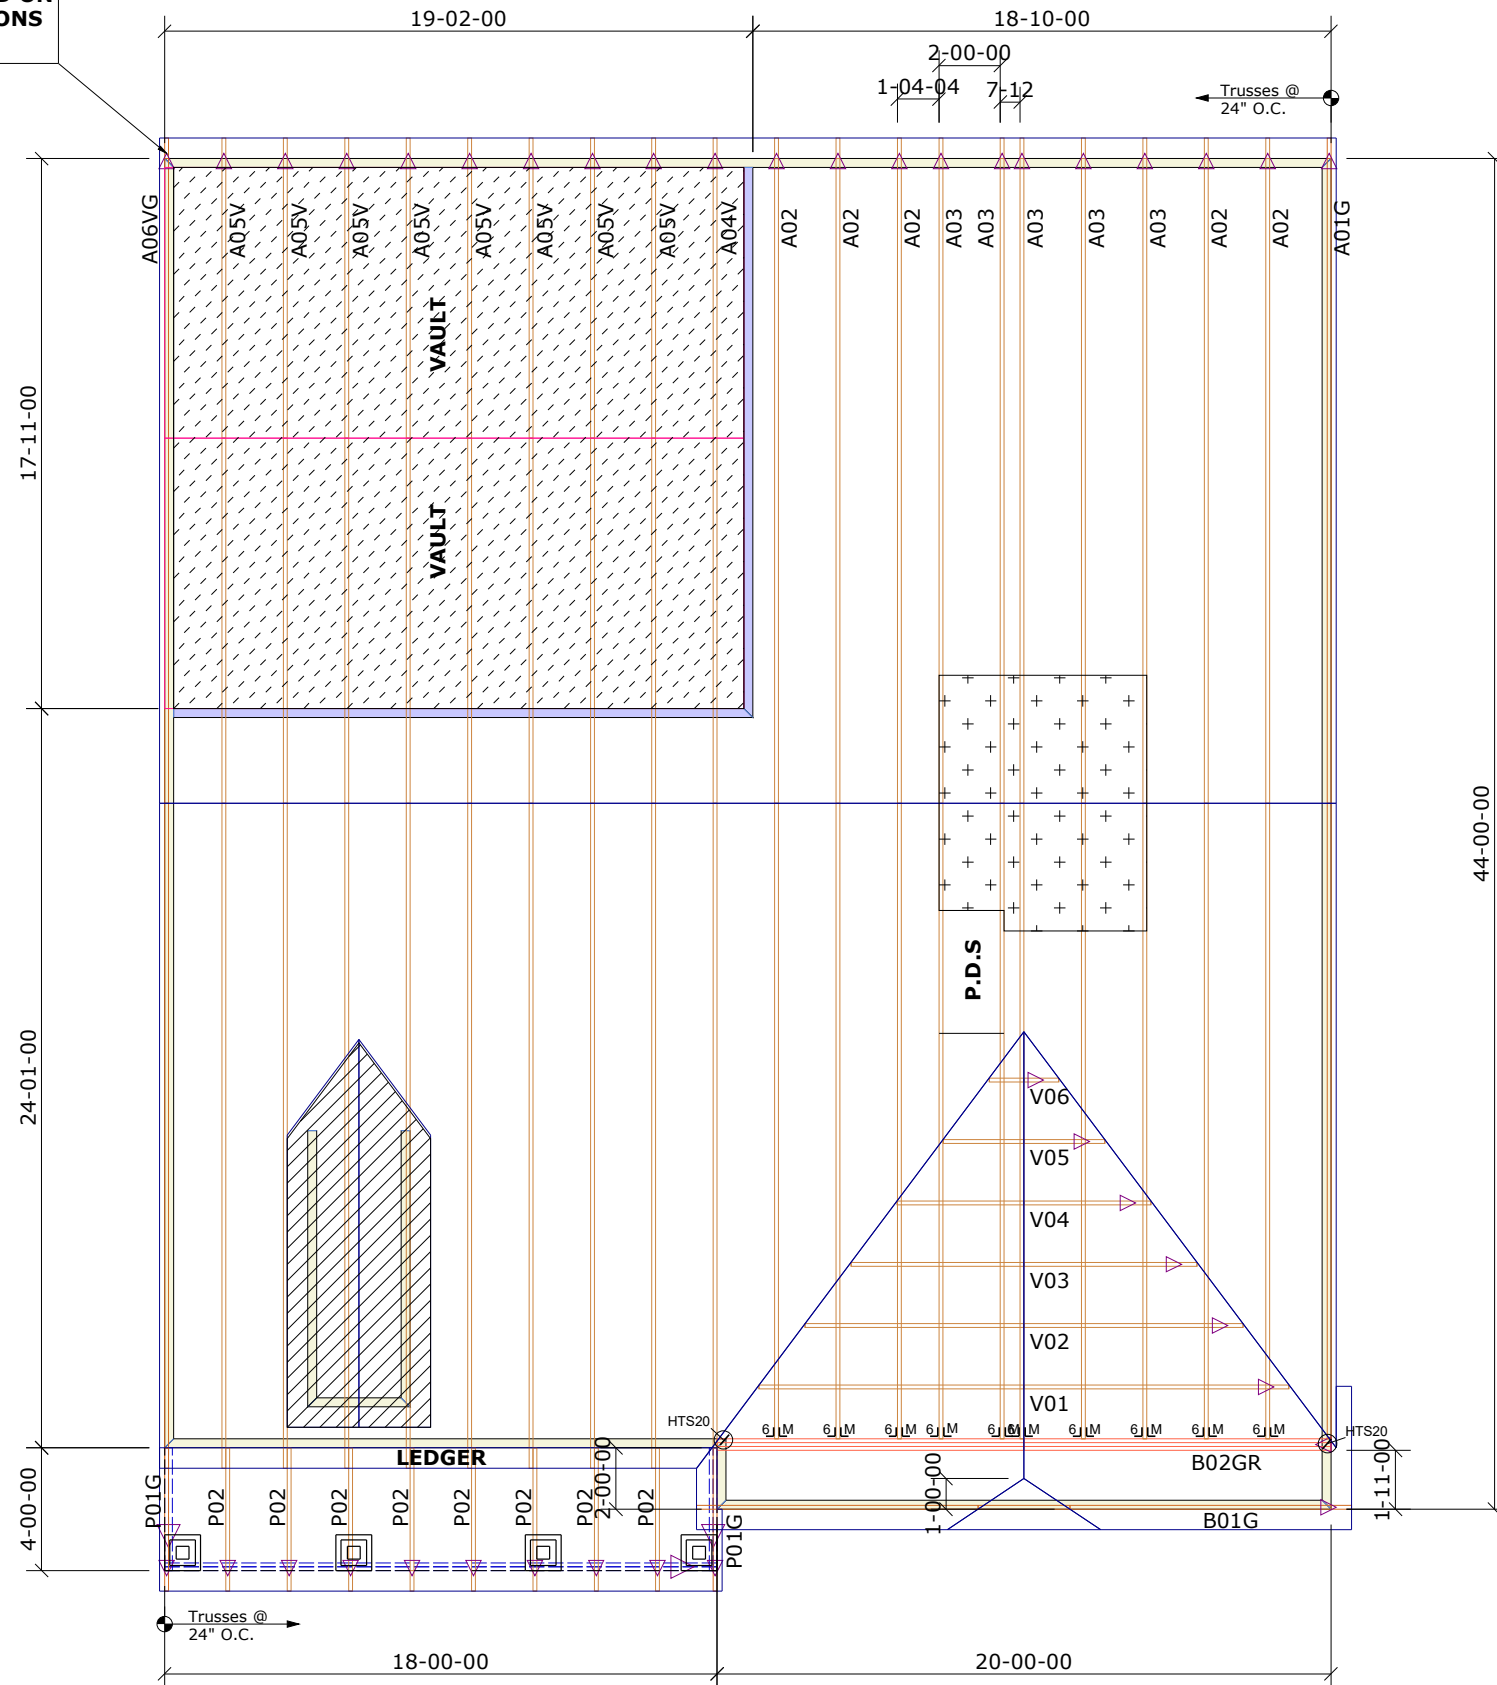 ONS
19-02-00
18-10-00
2-00-00
1-04-04
7-12
Trusses @
24" O.C.
A06VG
A05V
A05V
A05V
A05V
A05V
A05V
A05V
A05V
A04V
A02
A02
A02
A03
A03
A03
A03
A03
A02
A02
A01G
VAULT
VAULT
17-11-00
24-01-00
44-00-00
P.D.S
V06
V05
V04
V03
V02
V01
HTS20
HTS20
LEDGER
B02GR
B01G
2-00-00
1-00-00
1-11-00
4-00-00
P01G
P02
P02
P02
P02
P02
P02
P02
P02
P01G
Trusses @
24" O.C.
18-00-00
20-00-00